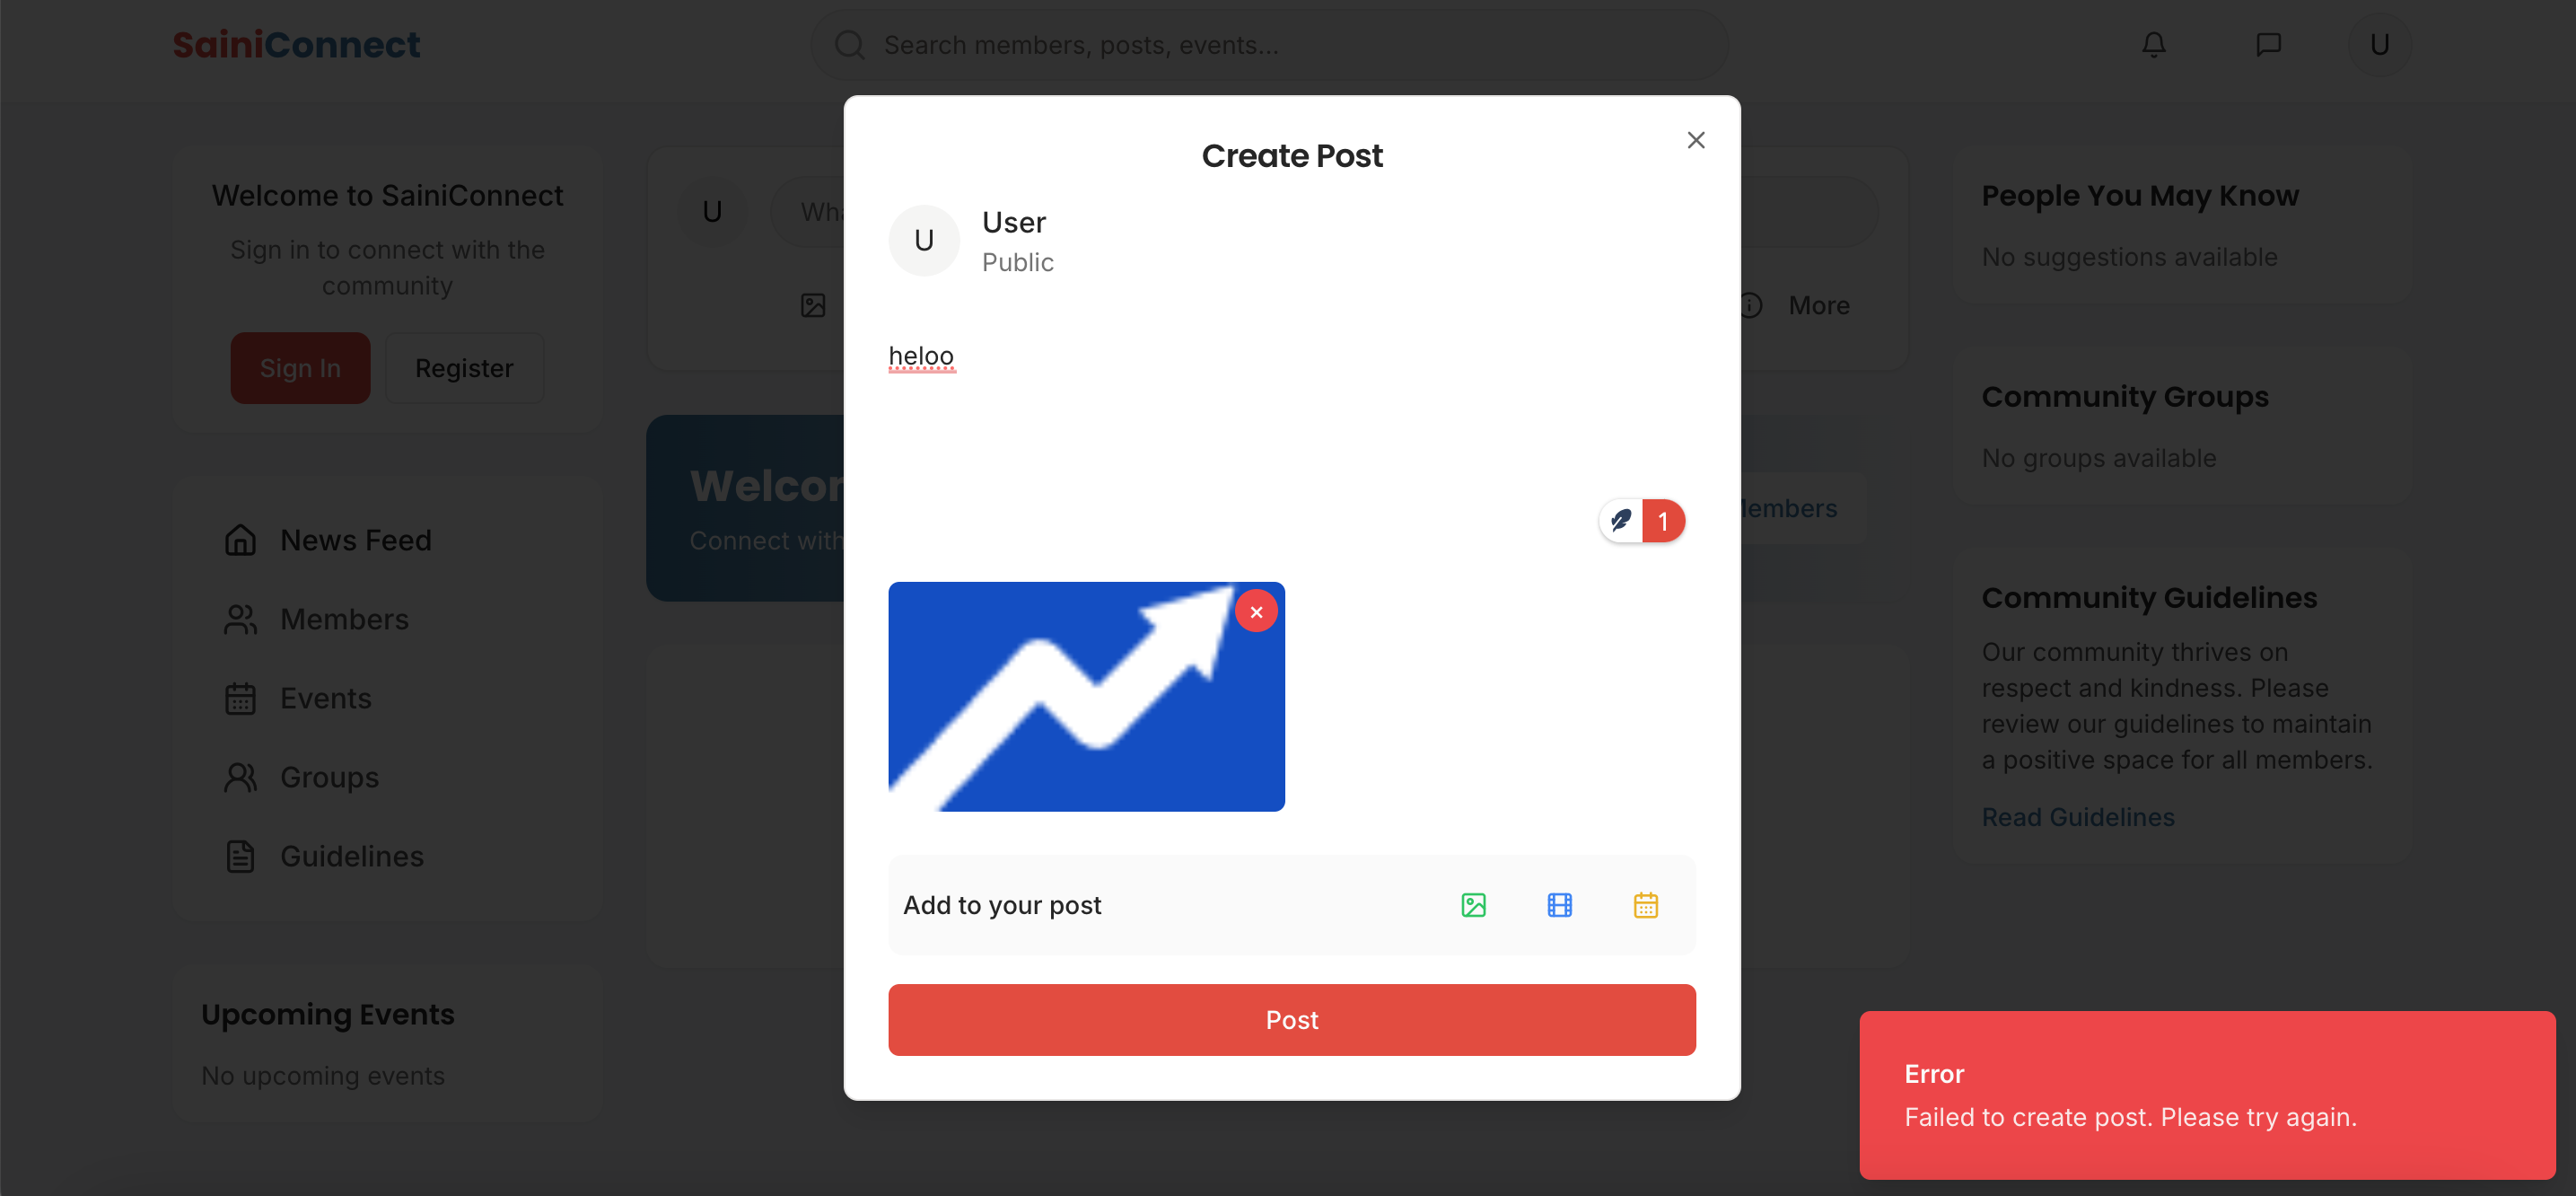 SainiConnect
Search members, posts, events...
U
Welcome to SainiConnect
Sign in to connect with the
community
Sign In
Register
News Feed
Members
Events
Groups
Guidelines
Upcoming Events
No upcoming events
U
More
Connect with
Create Post
U
User
Public
heloo
1
Add to your post
Post
People You May Know
No suggestions available
Community Groups
No groups available
Community Guidelines
Our community thrives on
respect and kindness. Please
review our guidelines to maintain
a positive space for all members.
Read Guidelines
Error
Failed to create post. Please try again.